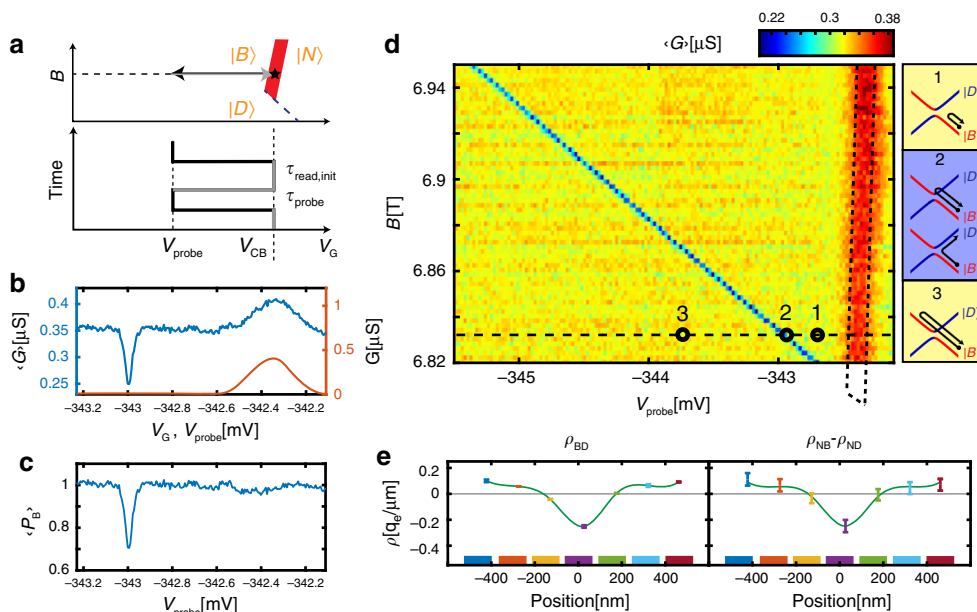 a
B
|B⟩
|N⟩
|D⟩
Time
τread,init
τprobe
Vprobe
VCB
VG
b
‹G›[µS]
0.4
0.35
0.3
0.25
G[µS]
1
0.5
0
−343.2
−343
−342.8
−342.6
−342.4
−342.2
VG , Vprobe[mV]
c
‹PB›
1
0.8
0.6
−343.2
−343
−342.8
−342.6
−342.4
−342.2
Vprobe[mV]
d
‹G›[µS]
0.22
0.3
0.38
B[T]
6.94
6.9
6.86
6.82
3
2
1
−345
−344
−343
Vprobe[mV]
1
|D⟩
|B⟩
2
|D⟩
|B⟩
|D⟩
|B⟩
3
|D⟩
|B⟩
e
ρBD
ρNB-ρND
ρ[qe/µm]
0.2
0
−0.2
−0.4
−400
−200
0
200
400
−400
−200
0
200
400
Position[nm]
Position[nm]